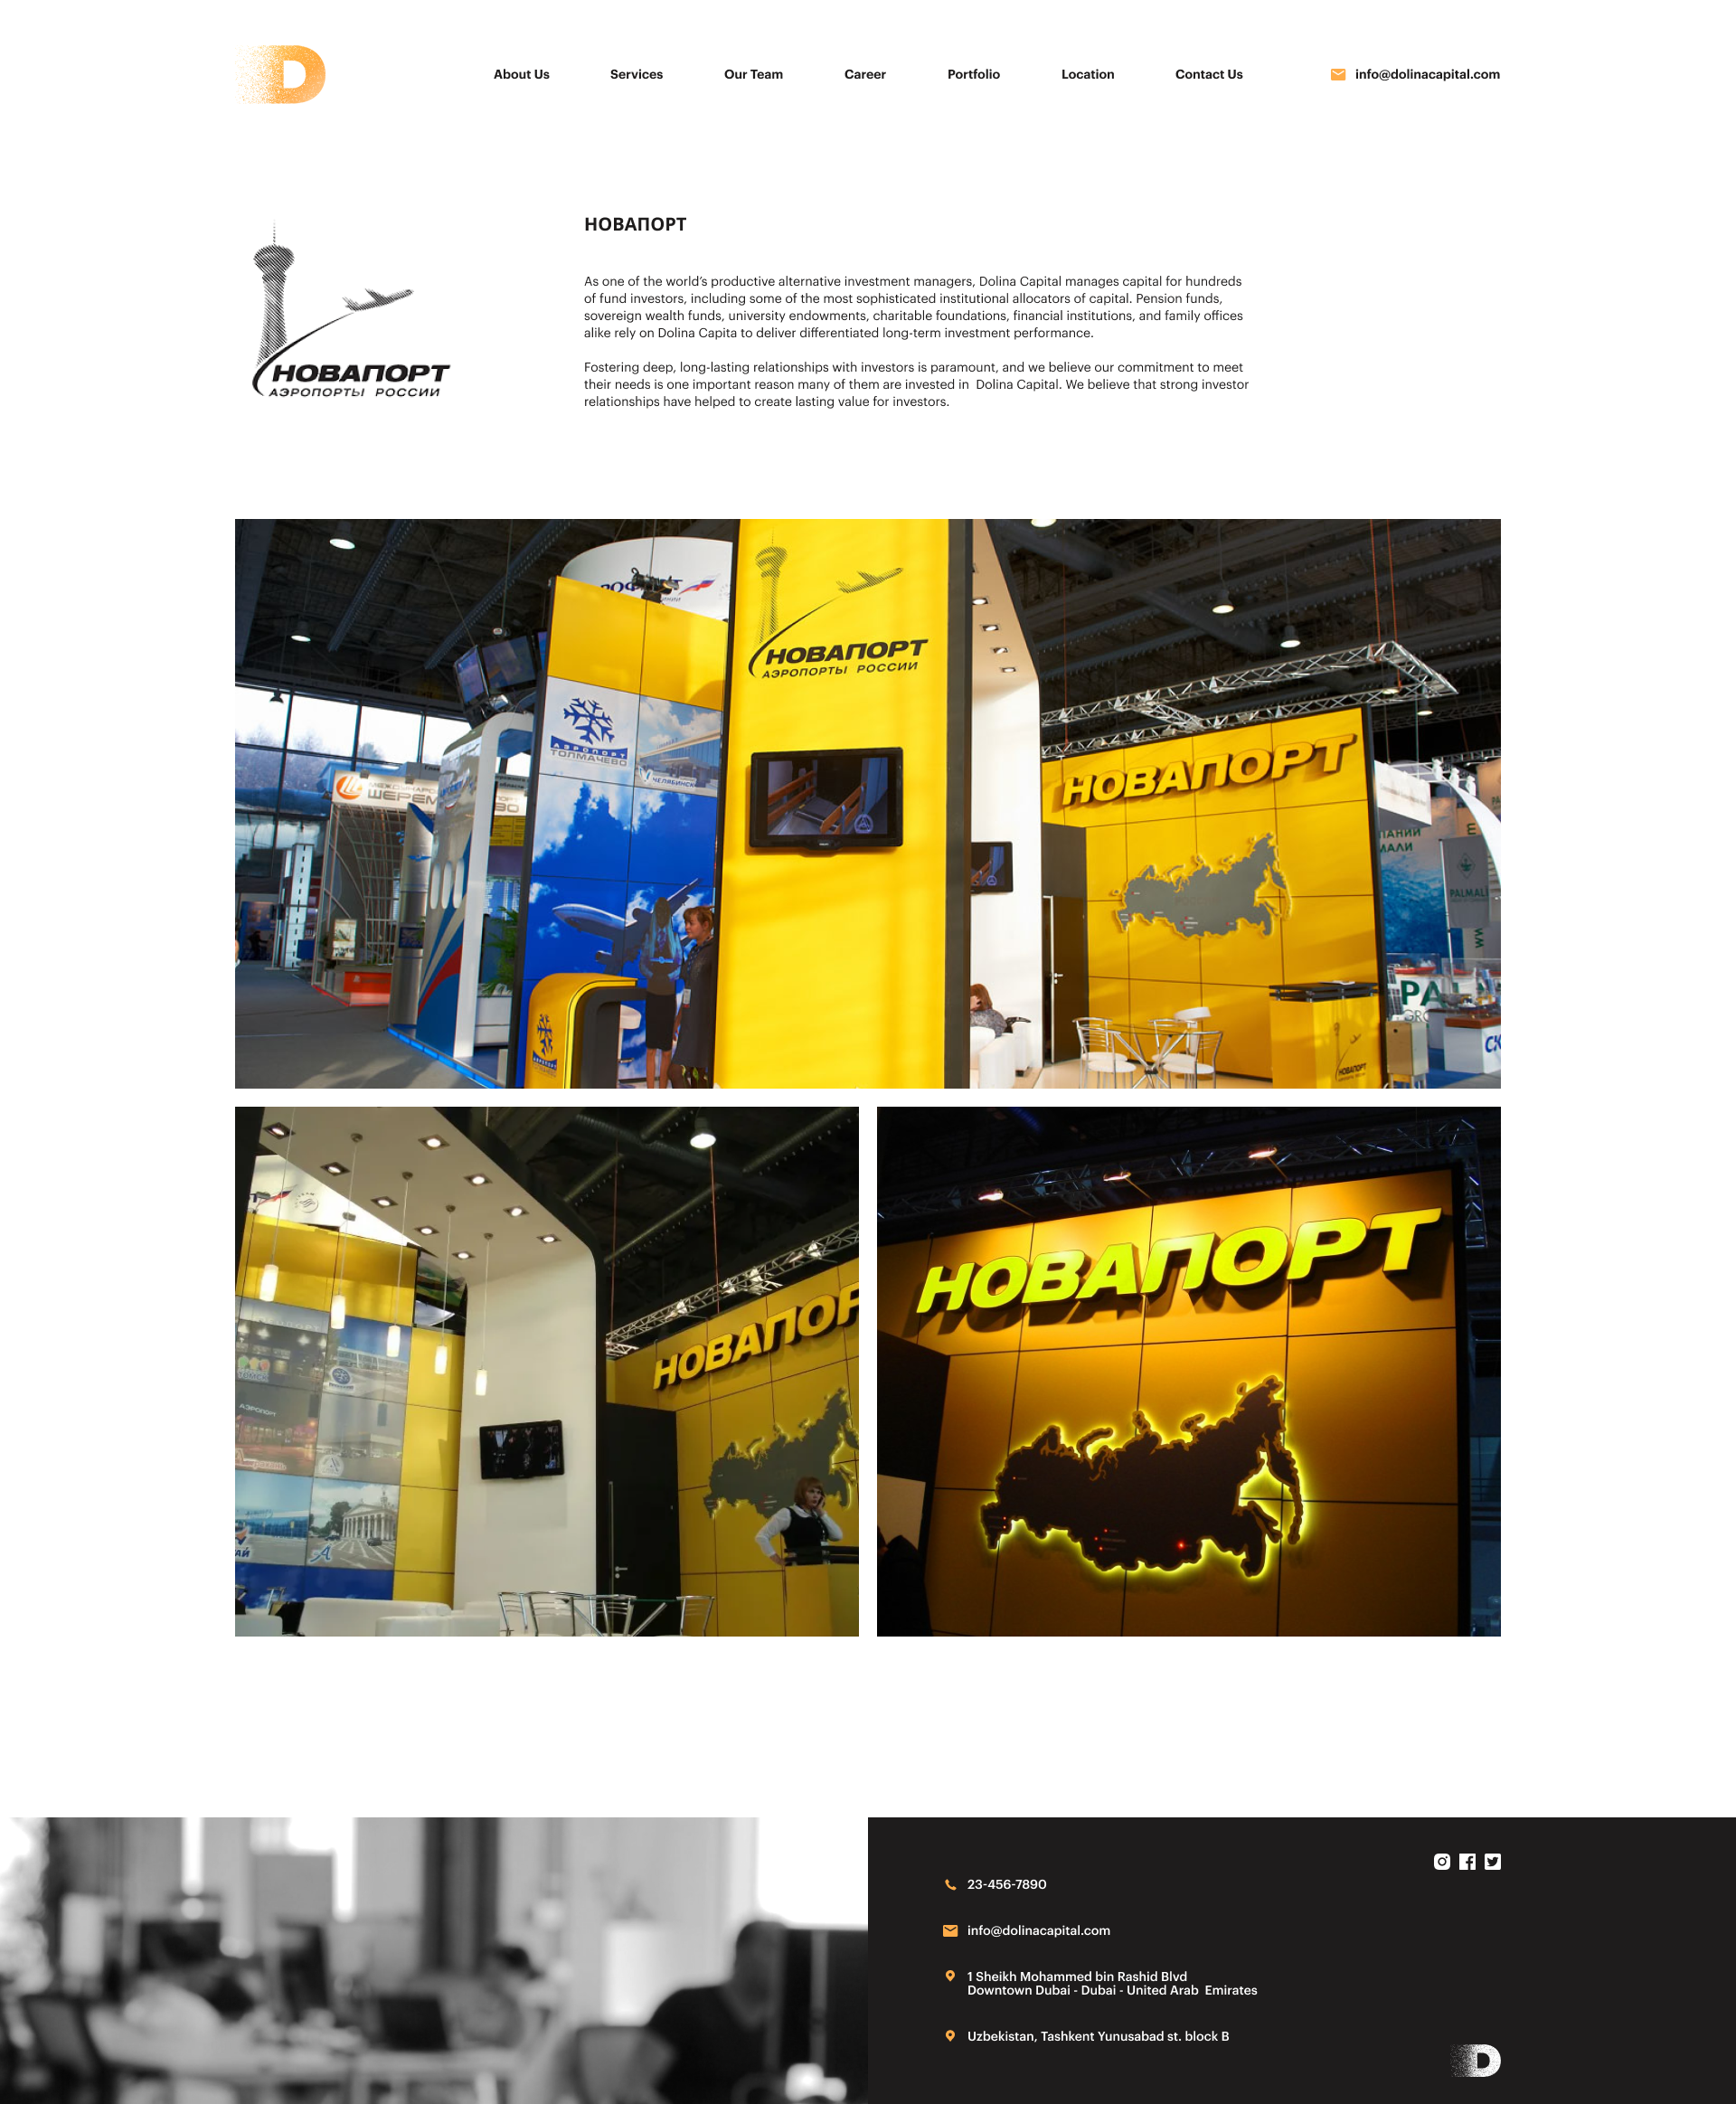 D
About Us
Services
Our Team
Career
Portfolio
Location
Contact Us
info@dolinacapital.com
НОВАПОРТ
АЭРОПОРТЫ РОССИИ
НОВАПОРТ
As one of the world's productive alternative investment managers, Dolina Capital manages capital for hundreds
of fund investors, including some of the most sophisticated institutional allocators of capital. Pension funds,
sovereign wealth funds, university endowments, charitable foundations, financial institutions, and family offices
alike rely on Dolina Capita to deliver differentiated long-term investment performance.
Fostering deep, long-lasting relationships with investors is paramount, and we believe our commitment to meet
their needs is one important reason many of them are invested in  Dolina Capital. We believe that strong investor
relationships have helped to create lasting value for investors.
НОВАПОРТ
АЭРОПОРТЫ РОССИИ
АЭРОПОРТ
ТОЛМАЧЕВО
ЧЕЛЯБИНСК
ШЕРЕМ
НОВАПОРТ
PALMALI
PA
НОВАПОРТ
ТОМСК
АЭРОПОРТ
НОВАПОР
НОВАПОРТ
23-456-7890
info@dolinacapital.com
1 Sheikh Mohammed bin Rashid Blvd
Downtown Dubai - Dubai - United Arab  Emirates
Uzbekistan, Tashkent Yunusabad st. block B
D